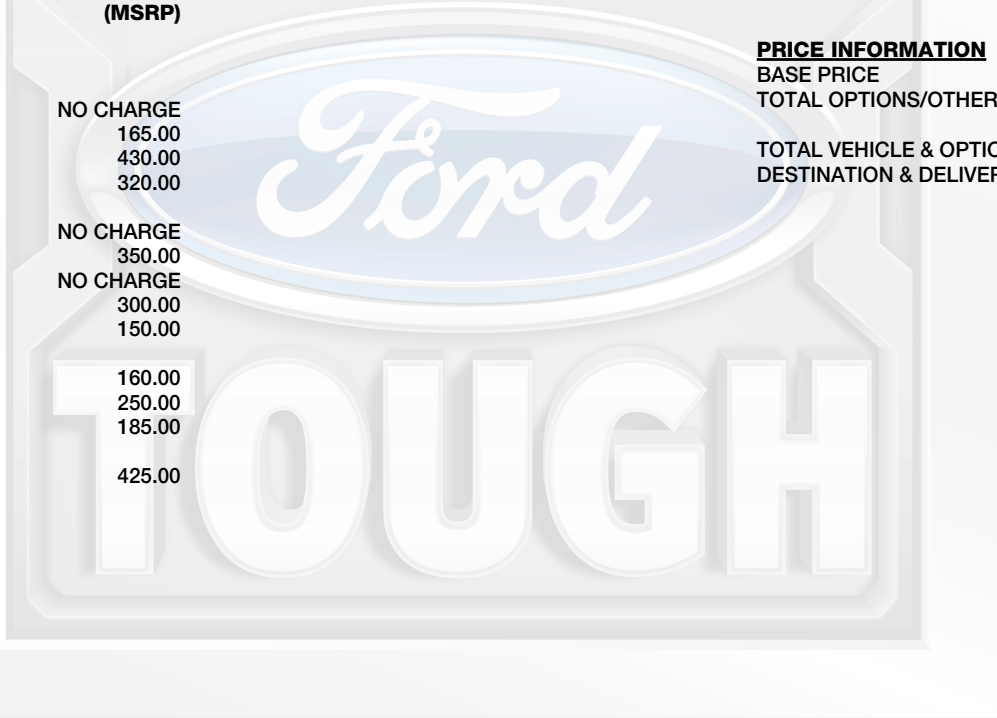 (MSRP)
NO CHARGE
165.00
430.00
320.00
NO CHARGE
350.00
NO CHARGE
300.00
150.00
160.00
250.00
185.00
425.00
PRICE INFORMATION
BASE PRICE
TOTAL OPTIONS/OTHER
TOTAL VEHICLE & OPTIO
DESTINATION & DELIVER
Ford
TOUGH